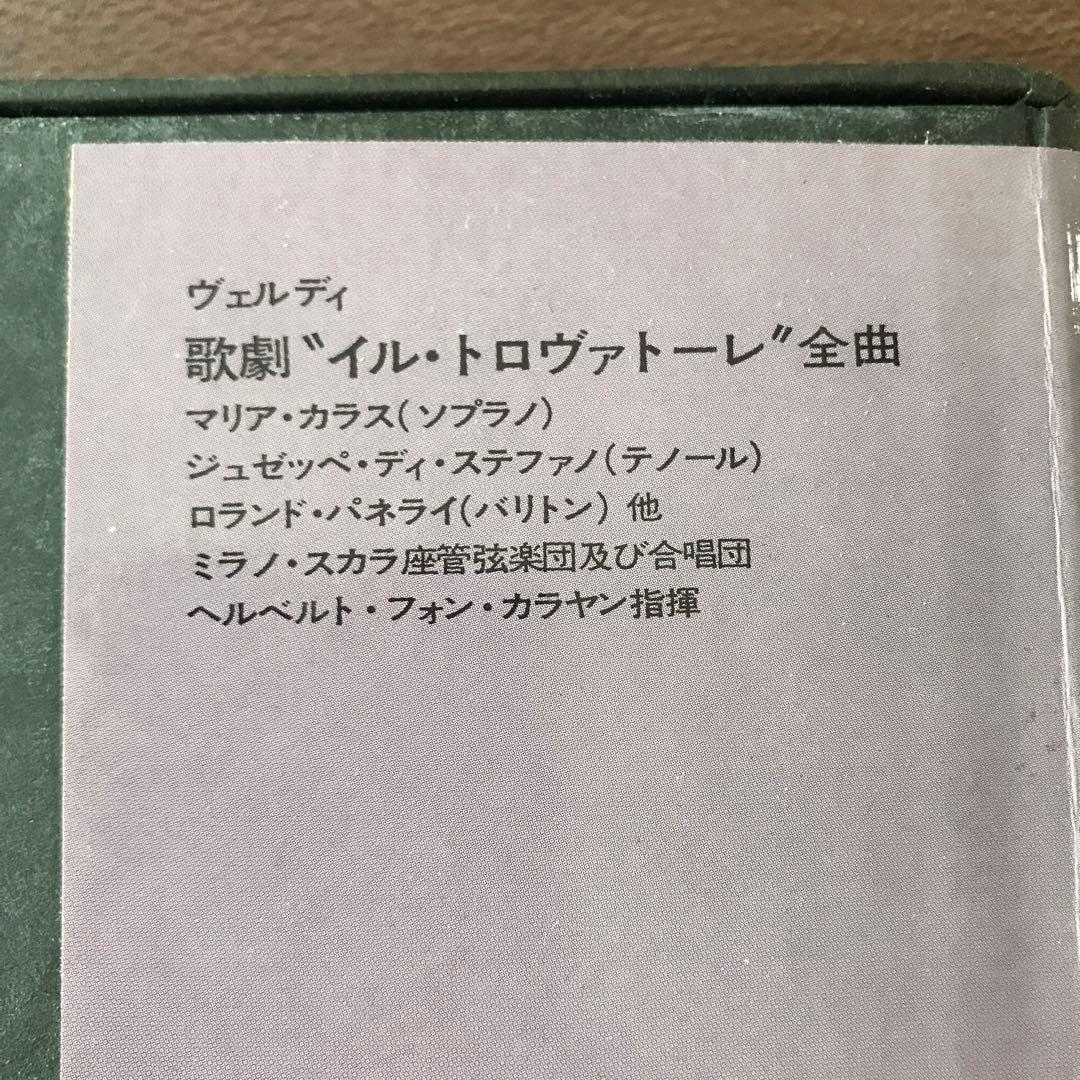 ヴェルディ
歌劇〝イル・トロヴァトーレ〟全曲
マリア・カラス(ソプラノ)
ジュゼッペ・ディ・ステファノ(テノール)
ロランド・パネライ(バリトン) 他
ミラノ・スカラ座管弦楽団及び合唱団
ヘルベルト・フォン・カラヤン指揮